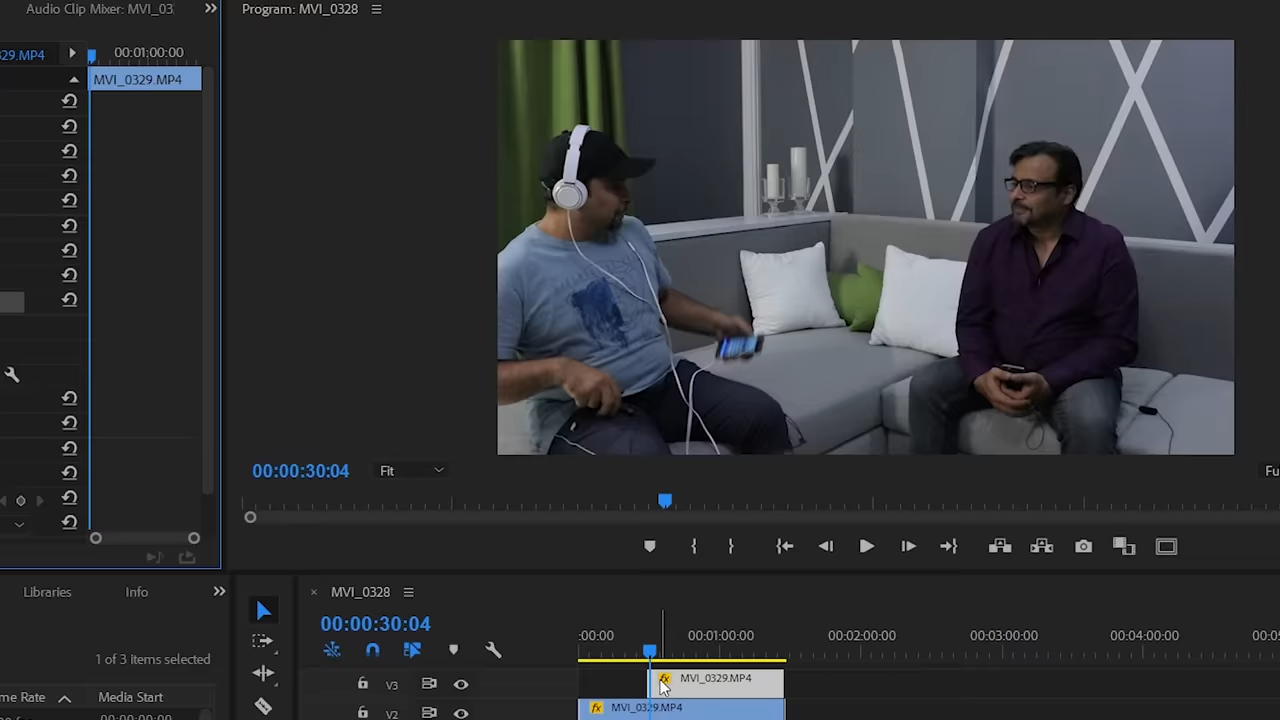 Audio Clip Mixer: MVI_03
Program: MVI_0328
29.MP4
00:01:00:00
MVI_0329.MP4
00:00:30:04
Fit
Fu
Libraries
Info
MVI_0328
00:00:30:04
:00:00
00:01:00:00
00:02:00:00
00:03:00:00
00:04:00:00
00:05
1 of 3 Items selected
V3
fx
MVI_0329.MP4
me Rate
Media Start
V2
fx
MVI_0329.MP4